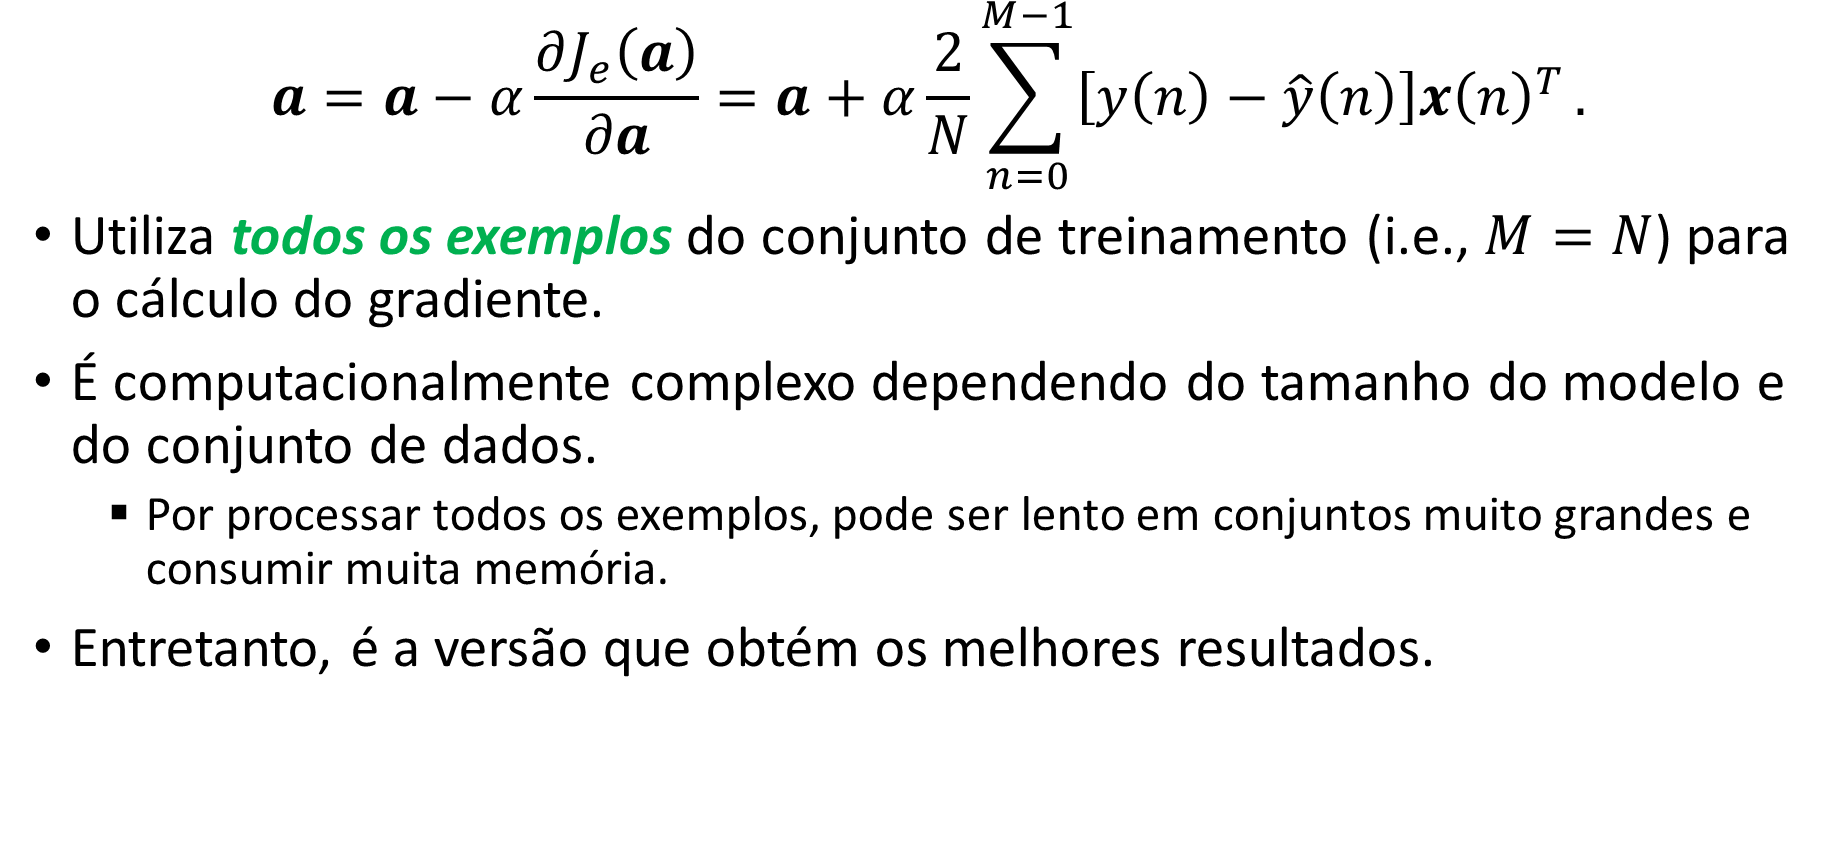 a = a − α ∂Jₑ(a)/∂a = a + α 2/N ∑_{n=0}^{M−1} [y(n) − ŷ(n)]x(n)ᵀ .
• Utiliza todos os exemplos do conjunto de treinamento (i.e., M = N) para
o cálculo do gradiente.
• É computacionalmente complexo dependendo do tamanho do modelo e
do conjunto de dados.
▪ Por processar todos os exemplos, pode ser lento em conjuntos muito grandes e
consumir muita memória.
• Entretanto, é a versão que obtém os melhores resultados.